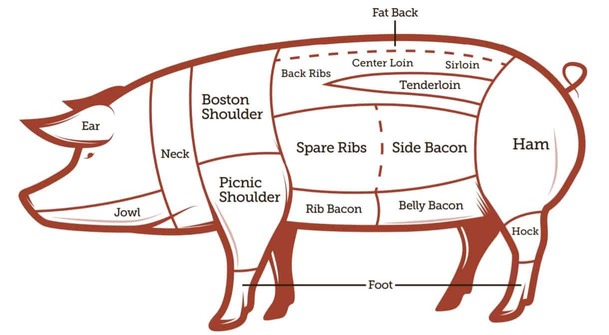 Fat Back
Center Loin
Sirloin
Back Ribs
Tenderloin
Boston
Shoulder
Ear
Neck
Spare Ribs
Side Bacon
Ham
Picnic
Shoulder
Jowl
Rib Bacon
Belly Bacon
Hock
Foot